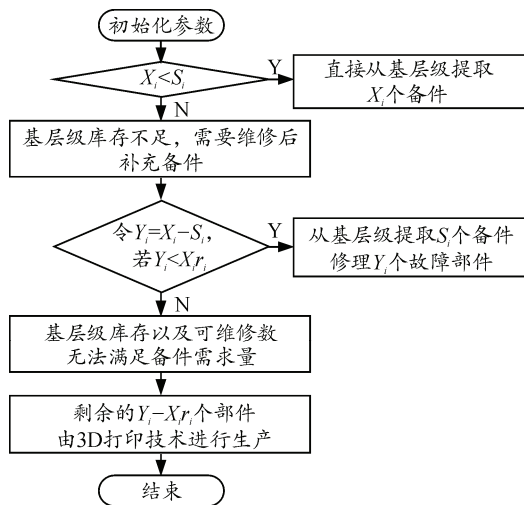 初始化参数
Xi<Si
Y
直接从基层级提取
Xi个备件
N
基层级库存不足，需要维修后
补充备件
令Yi=Xi−Si,
若Yi<Xiri
Y
从基层级提取Si个备件
修理Yi个故障部件
N
基层级库存以及可维修数
无法满足备件需求量
剩余的Yi−Xiri个部件
由3D打印技术进行生产
结束